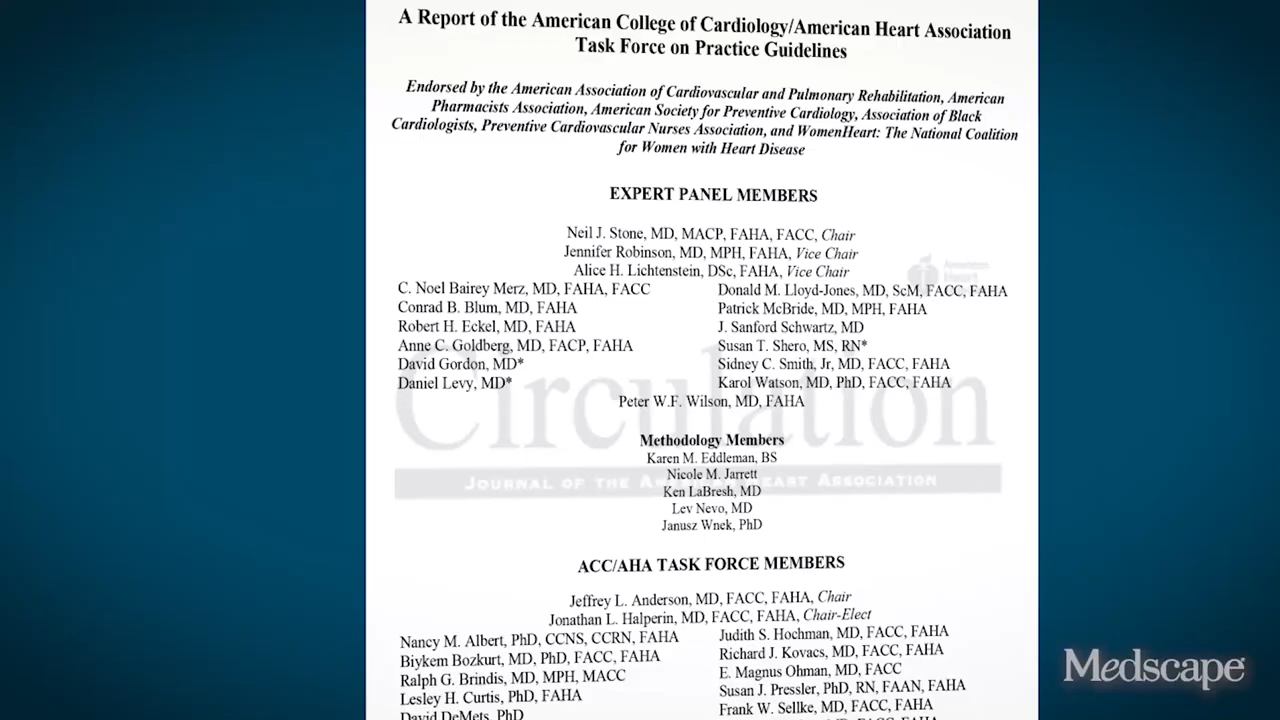 A Report of the American College of Cardiology/American Heart Association
Task Force on Practice Guidelines
Endorsed by the American Association of Cardiovascular and Pulmonary Rehabilitation, American
Pharmacists Association, American Society for Preventive Cardiology, Association of Black
Cardiologists, Preventive Cardiovascular Nurses Association, and WomenHeart: The National Coalition
for Women with Heart Disease
EXPERT PANEL MEMBERS
Neil J. Stone, MD, MACP, FAHA, FACC, Chair
Jennifer Robinson, MD, MPH, FAHA, Vice Chair
Alice H. Lichtenstein, DSc, FAHA, Vice Chair
C. Noel Bairey Merz, MD, FAHA, FACC
Conrad B. Blum, MD, FAHA
Robert H. Eckel, MD, FAHA
Anne C. Goldberg, MD, FACP, FAHA
David Gordon, MD*
Daniel Levy, MD*
Donald M. Lloyd-Jones, MD, ScM, FACC, FAHA
Patrick McBride, MD, MPH, FAHA
J. Sanford Schwartz, MD
Susan T. Shero, MS, RN*
Sidney C. Smith, Jr, MD, FACC, FAHA
Karol Watson, MD, PhD, FACC, FAHA
Peter W.F. Wilson, MD, FAHA
Circulation
JOURNAL OF THE AMERICAN HEART ASSOCIATION
Methodology Members
Karen M. Eddleman, BS
Nicole M. Jarrett
Ken LaBresh, MD
Lev Nevo, MD
Janusz Wnek, PhD
ACC/AHA TASK FORCE MEMBERS
Jeffrey L. Anderson, MD, FACC, FAHA, Chair
Jonathan L. Halperin, MD, FACC, FAHA, Chair-Elect
Nancy M. Albert, PhD, CCNS, CCRN, FAHA
Biykem Bozkurt, MD, PhD, FACC, FAHA
Ralph G. Brindis, MD, MPH, MACC
Lesley H. Curtis, PhD, FAHA
David DeMets, PhD
Judith S. Hochman, MD, FACC, FAHA
Richard J. Kovacs, MD, FACC, FAHA
E. Magnus Ohman, MD, FACC
Susan J. Pressler, PhD, RN, FAAN, FAHA
Frank W. Sellke, MD, FACC, FAHA
Medscape